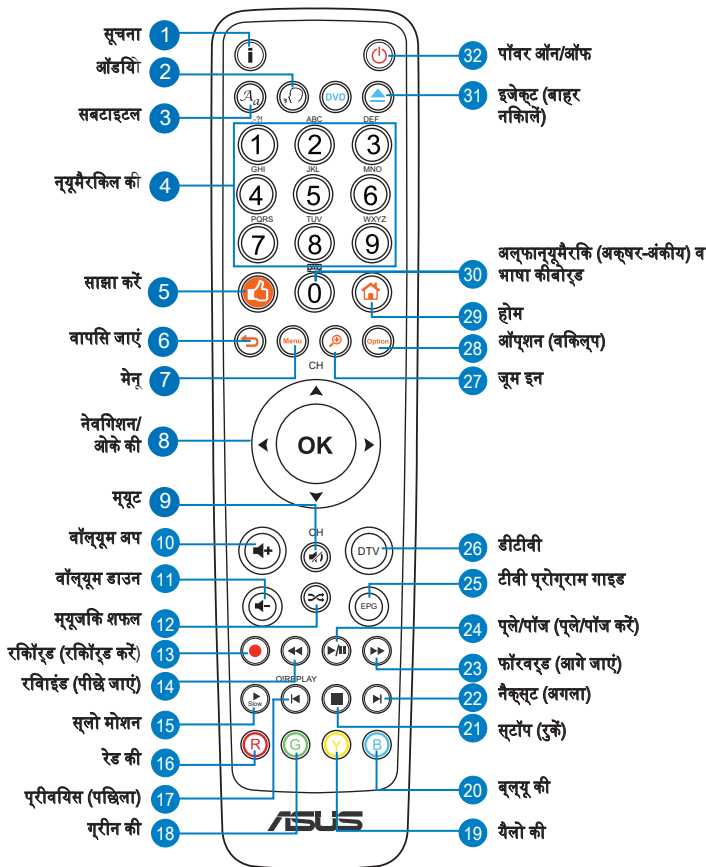 सूचना 1
ऑडयिो 2
सबटाइटल 3
न्यूमैरकिल की 4
साझा करें 5
वापसि जाएं 6
मेनू 7
नेवगिशन/
ओके की 8
म्यूट 9
वॉल्यूम अप 10
वॉल्यूम डाउन 11
म्यूजकि शफल 12
रकिॉर्ड (रकिॉर्ड करें) 13
रविाइंड (पीछे जाएं) 14
स्लो मोशन 15
रेड की 16
प्रीवयिस (पछिला) 17
ग्रीन की 18
i
Aa
DVD
-?! ABC DEF
1 2 3
GHI JKL MNO
4 5 6
PQRS TUV WXYZ
7 8 9
0
Menu
Option
CH
OK
CH
DTV
EPG
O!REPLAY
Slow
R G Y B
ASUS
32 पॉवर ऑन/ऑफ
31 इजेक्ट (बाहर
नकिालें)
30 अल्फान्यूमैरकि (अक्षर-अंकीय) व
भाषा कीबोर्ड
29 होम
28 ऑप्शन (वकिल्प)
27 जूम इन
26 डीटीवी
25 टीवी प्रोग्राम गाइड
24 प्ले/पॉज (प्ले/पॉज करें)
23 फॉरवर्ड (आगे जाएं)
22 नैक्स्ट (अगला)
21 स्टॉप (रुकें)
20 ब्ल्यू की
19 यैलो की